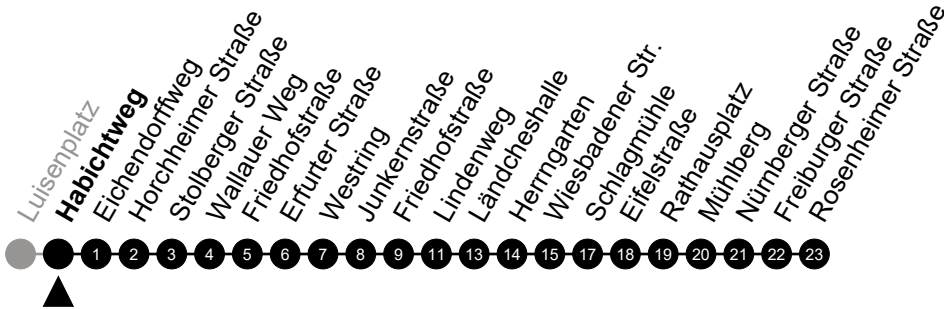 Luisenplatz
Habichtweg
Eichendorffweg
Horchheimer Straße
Stolberger Straße
Wallauer Weg
Friedhofstraße
Erfurter Straße
Westring
Junkernstraße
Friedhofstraße
Lindenweg
Ländcheshalle
Herrngarten
Wiesbadener Str.
Schlagmühle
Eifelstraße
Rathausplatz
Mühlberg
Nürnberger Straße
Freiburger Straße
Rosenheimer Straße
1 2 3 4 5 6 7 8 9 11 13 14 15 17 18 19 20 21 22 23